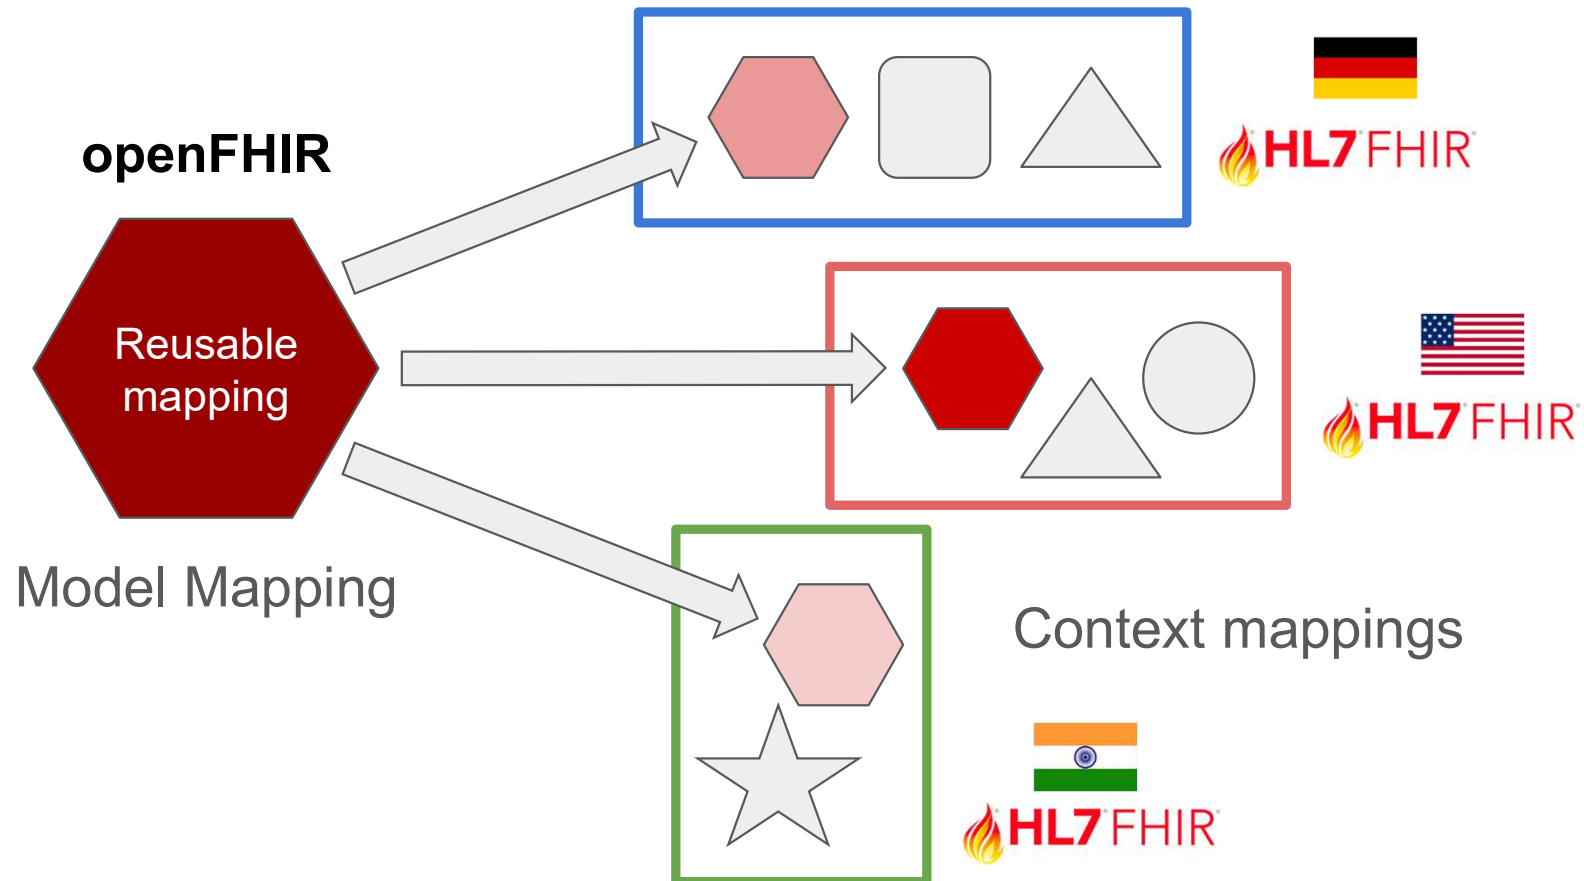 openFHIR
Reusable
mapping
Model Mapping
HL7 FHIR
HL7 FHIR
Context mappings
HL7 FHIR